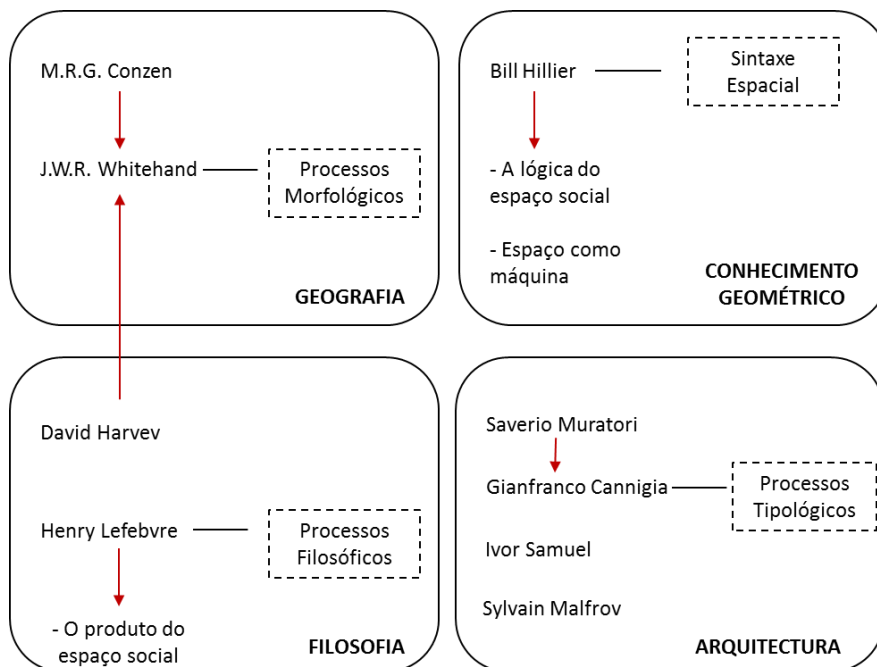 M.R.G. Conzen
J.W.R. Whitehand
Processos
Morfológicos
GEOGRAFIA
Bill Hillier
Sintaxe
Espacial
- A lógica do
espaço social
- Espaço como
máquina
CONHECIMENTO
GEOMÉTRICO
David Harvev
Henry Lefebvre
Processos
Filosóficos
- O produto do
espaço social
FILOSOFIA
Saverio Muratori
Gianfranco Cannigia
Processos
Tipológicos
Ivor Samuel
Sylvain Malfrov
ARQUITECTURA